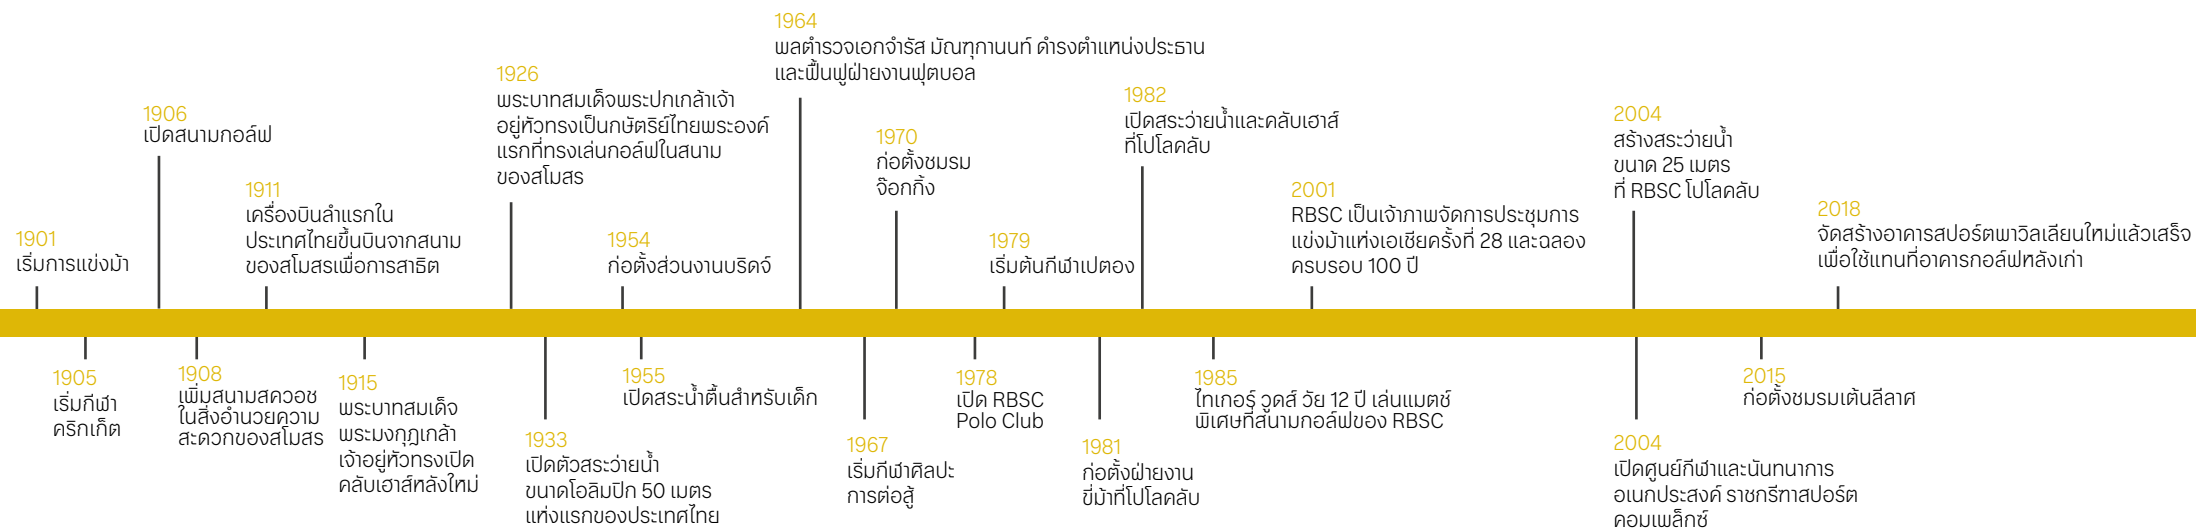 1901
เริ่มการแข่งม้า
1905
เริ่มกีฬา
คริกเก็ต
1906
เปิดสนามกอล์ฟ
1908
เพิ่มสนามสควอช
ในสิ่งอำนวยความ
สะดวกของสโมสร
1911
เครื่องบินลำแรกใน
ประเทศไทยขึ้นบินจากสนาม
ของสโมสรเพื่อการสาธิต
1915
พระบาทสมเด็จ
พระมงกุฎเกล้า
เจ้าอยู่หัวทรงเปิด
คลับเฮาส์หลังใหม่
1926
พระบาทสมเด็จพระปกเกล้าเจ้า
อยู่หัวทรงเป็นกษัตริย์ไทยพระองค์
แรกที่ทรงเล่นกอล์ฟในสนาม
ของสโมสร
1933
เปิดตัวสระว่ายน้ำ
ขนาดโอลิมปิก 50 เมตร
แห่งแรกของประเทศไทย
1954
ก่อตั้งส่วนงานบริดจ์
1955
เปิดสระน้ำตื้นสำหรับเด็ก
1964
พลตำรวจเอกจำรัส มัณฑุกานนท์ ดำรงตำแหน่งประธาน
และฟื้นฟูฝ่ายงานฟุตบอล
1967
เริ่มกีฬาศิลปะ
การต่อสู้
1970
ก่อตั้งชมรม
จ๊อกกิ้ง
1978
เปิด RBSC
Polo Club
1979
เริ่มต้นกีฬาเปตอง
1981
ก่อตั้งฝ่ายงาน
ขี่ม้าที่โปโลคลับ
1982
เปิดสระว่ายน้ำและคลับเฮาส์
ที่โปโลคลับ
1985
ไทเกอร์ วูดส์ วัย 12 ปี เล่นแมตช์
พิเศษที่สนามกอล์ฟของ RBSC
2001
RBSC เป็นเจ้าภาพจัดการประชุมการ
แข่งม้าแห่งเอเชียครั้งที่ 28 และฉลอง
ครบรอบ 100 ปี
2004
สร้างสระว่ายน้ำ
ขนาด 25 เมตร
ที่ RBSC โปโลคลับ
2004
เปิดศูนย์กีฬาและนันทนาการ
อเนกประสงค์ ราชกรีฑาสปอร์ต
คอมเพล็กซ์
2015
ก่อตั้งชมรมเต้นลีลาศ
2018
จัดสร้างอาคารสปอร์ตพาวิลเลียนใหม่แล้วเสร็จ
เพื่อใช้แทนที่อาคารกอล์ฟหลังเก่า